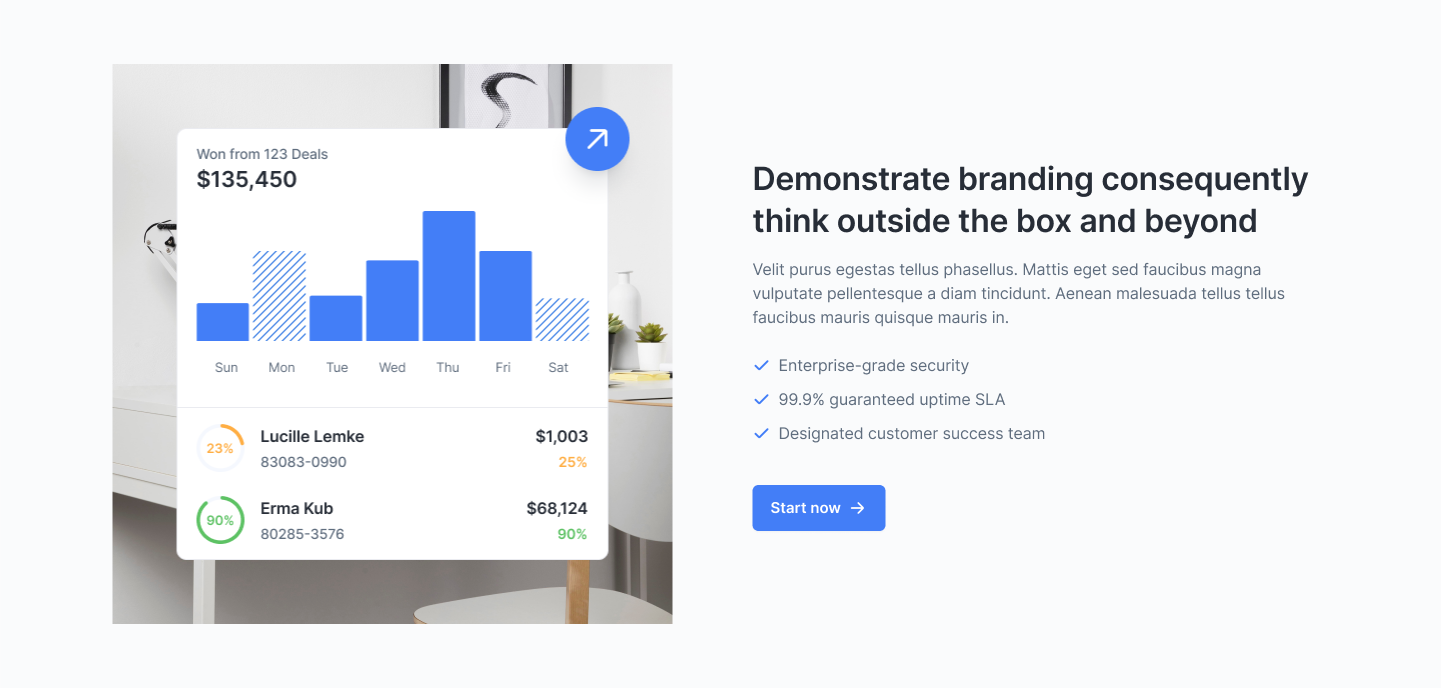 Won from 123 Deals
$135,450
Sun Mon Tue Wed Thu Fri Sat
23% Lucille Lemke $1,003
83083-0990 25%
90% Erma Kub $68,124
80285-3576 90%
Demonstrate branding consequently
think outside the box and beyond
Velit purus egestas tellus phasellus. Mattis eget sed faucibus magna
vulputate pellentesque a diam tincidunt. Aenean malesuada tellus tellus
faucibus mauris quisque mauris in.
Enterprise-grade security
99.9% guaranteed uptime SLA
Designated customer success team
Start now